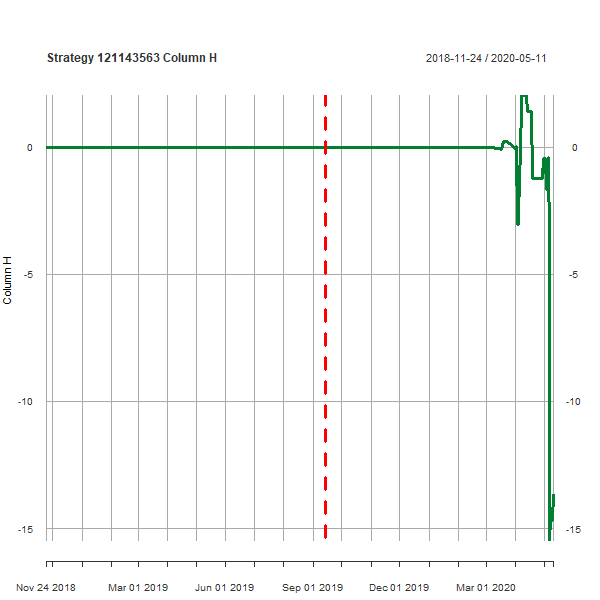 Strategy 121143563 Column H
2018-11-24 / 2020-05-11
Column H
0
-5
-10
-15
0
-5
-10
-15
Nov 24 2018
Mar 01 2019
Jun 01 2019
Sep 01 2019
Dec 01 2019
Mar 01 2020